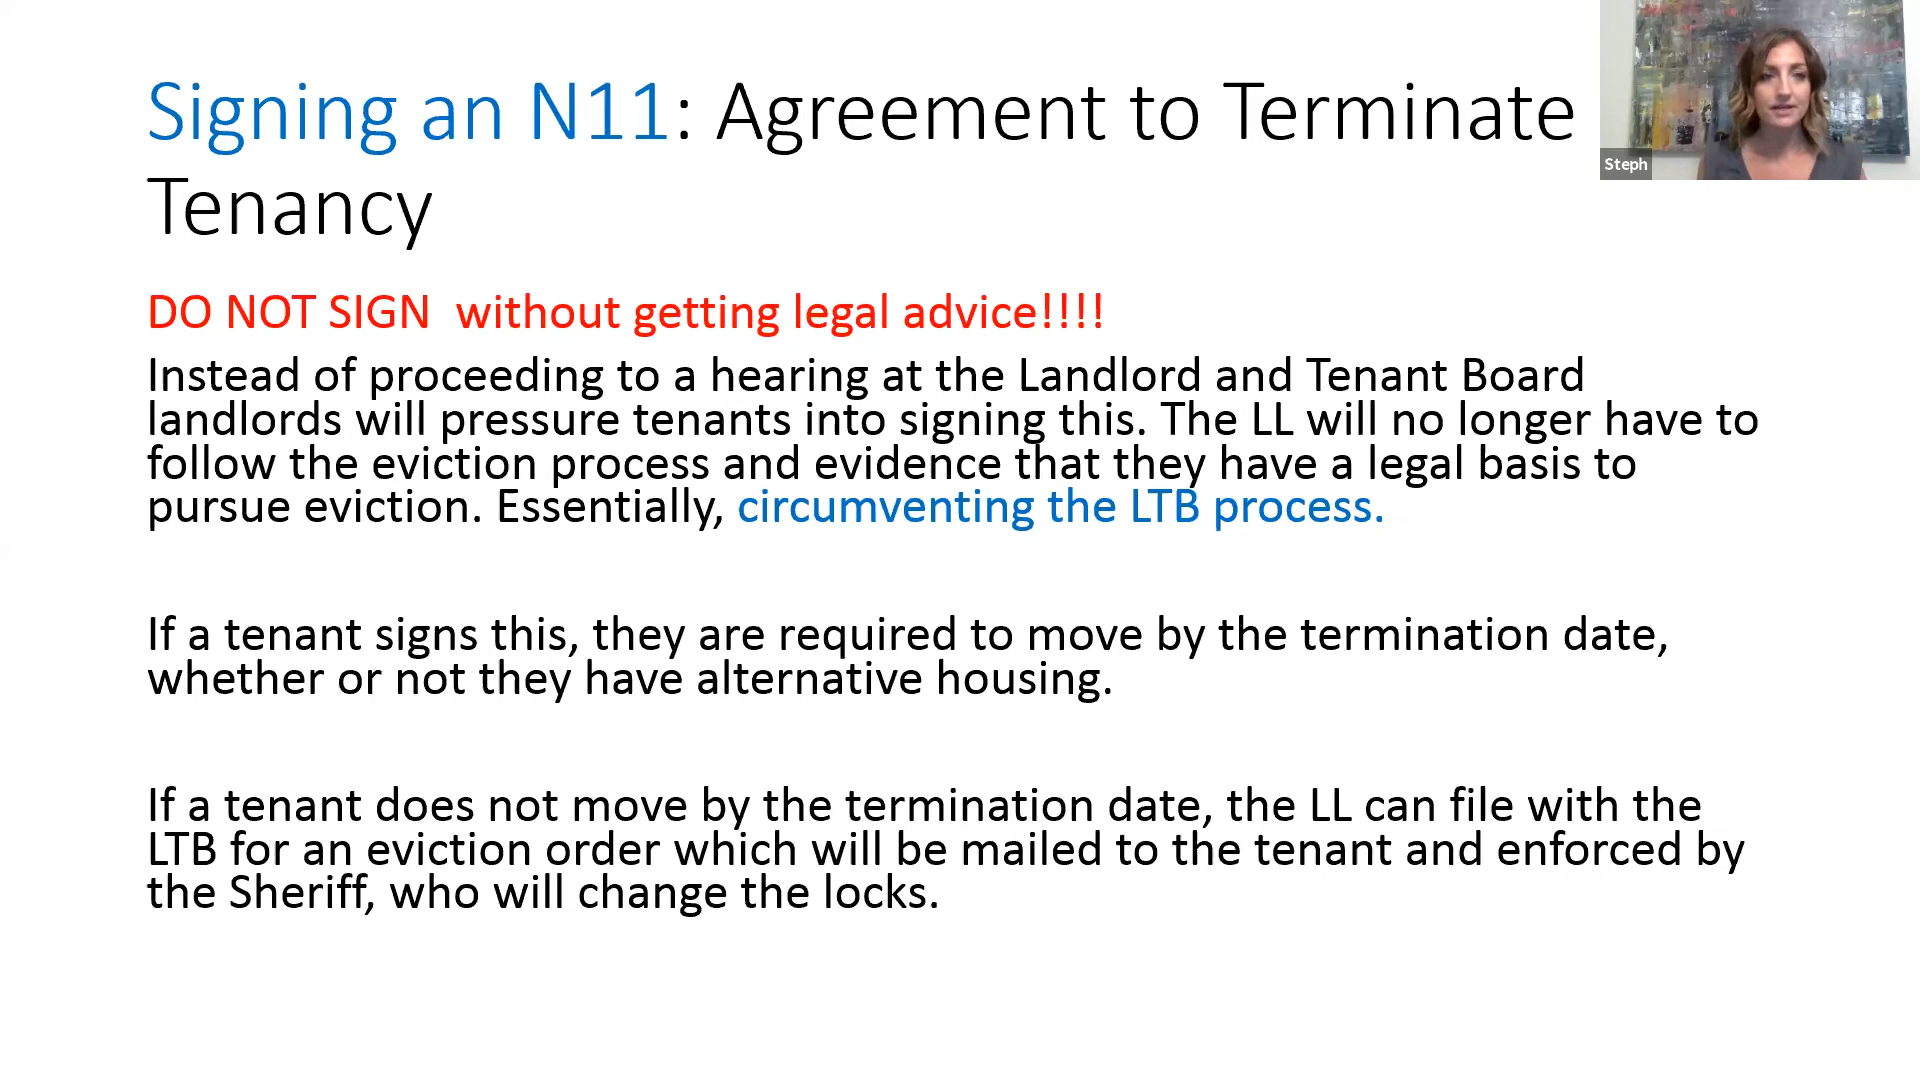 Signing an N11: Agreement to Terminate
Tenancy
Steph
DO NOT SIGN  without getting legal advice!!!!
Instead of proceeding to a hearing at the Landlord and Tenant Board
landlords will pressure tenants into signing this. The LL will no longer have to
follow the eviction process and evidence that they have a legal basis to
pursue eviction. Essentially, circumventing the LTB process.
If a tenant signs this, they are required to move by the termination date,
whether or not they have alternative housing.
If a tenant does not move by the termination date, the LL can file with the
LTB for an eviction order which will be mailed to the tenant and enforced by
the Sheriff, who will change the locks.